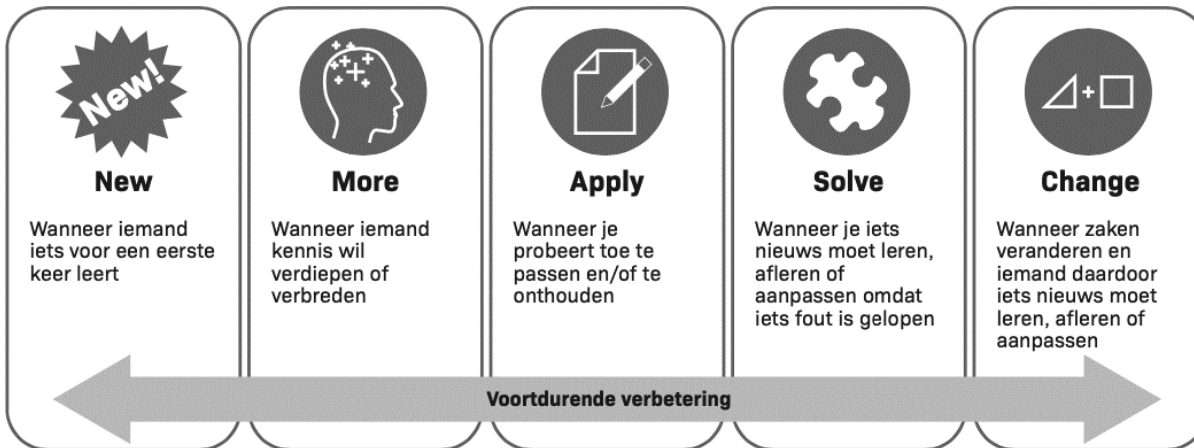 New!
New
Wanneer iemand
iets voor een eerste
keer leert
More
Wanneer iemand
kennis wil
verdiepen of
verbreden
Apply
Wanneer je
probeert toe te
passen en/of te
onthouden
Solve
Wanneer je iets
nieuws moet leren,
afleren of
aanpassen omdat
iets fout is gelopen
Change
Wanneer zaken
veranderen en
iemand daardoor
iets nieuws moet
leren, afleren of
aanpassen
Voortdurende verbetering